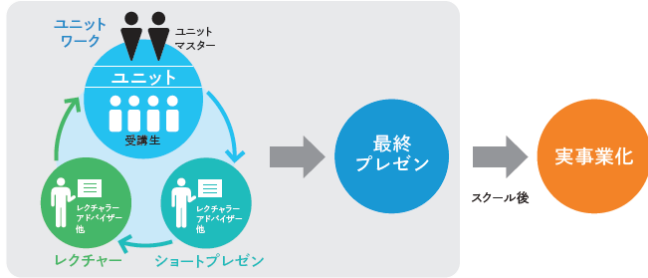 ユニット
ワーク
ユニット
マスター
ユニット
受講生
レクチャラー
アドバイザー
他
レクチャー
レクチャラー
アドバイザー
他
ショートプレゼン
最終
プレゼン
スクール後
実事業化